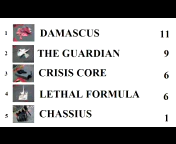 1 DAMASCUS 11
2 THE GUARDIAN 9
3 CRISIS CORE 6
4 LETHAL FORMULA 6
5 CHASSIUS 1